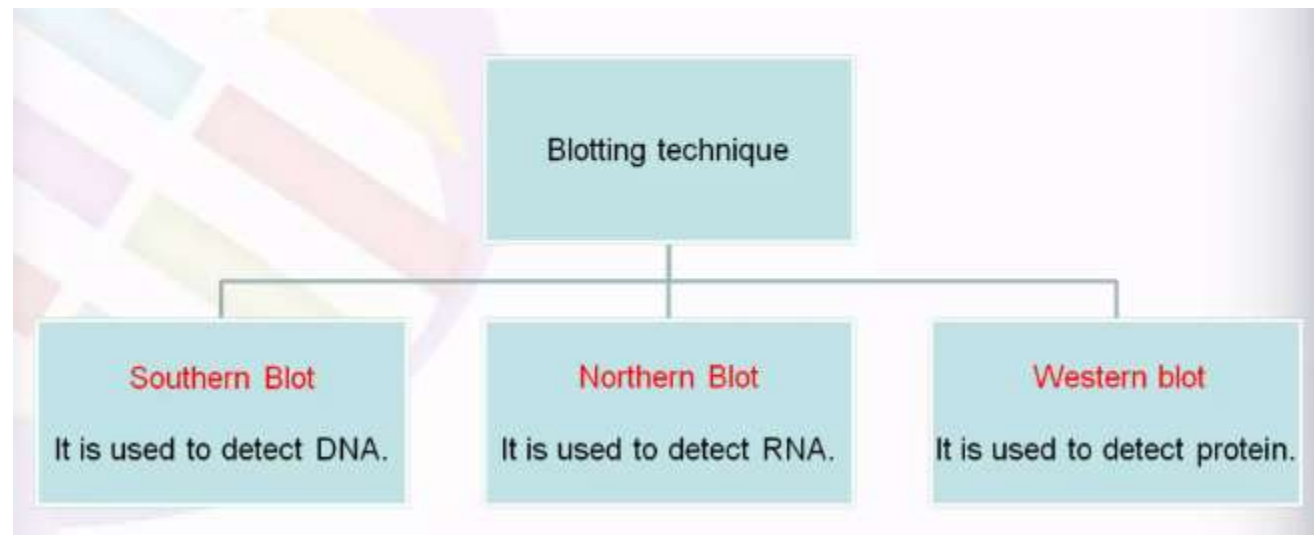 Blotting technique
Southern Blot
It is used to detect DNA.
Northern Blot
It is used to detect RNA.
Western blot
It is used to detect protein.